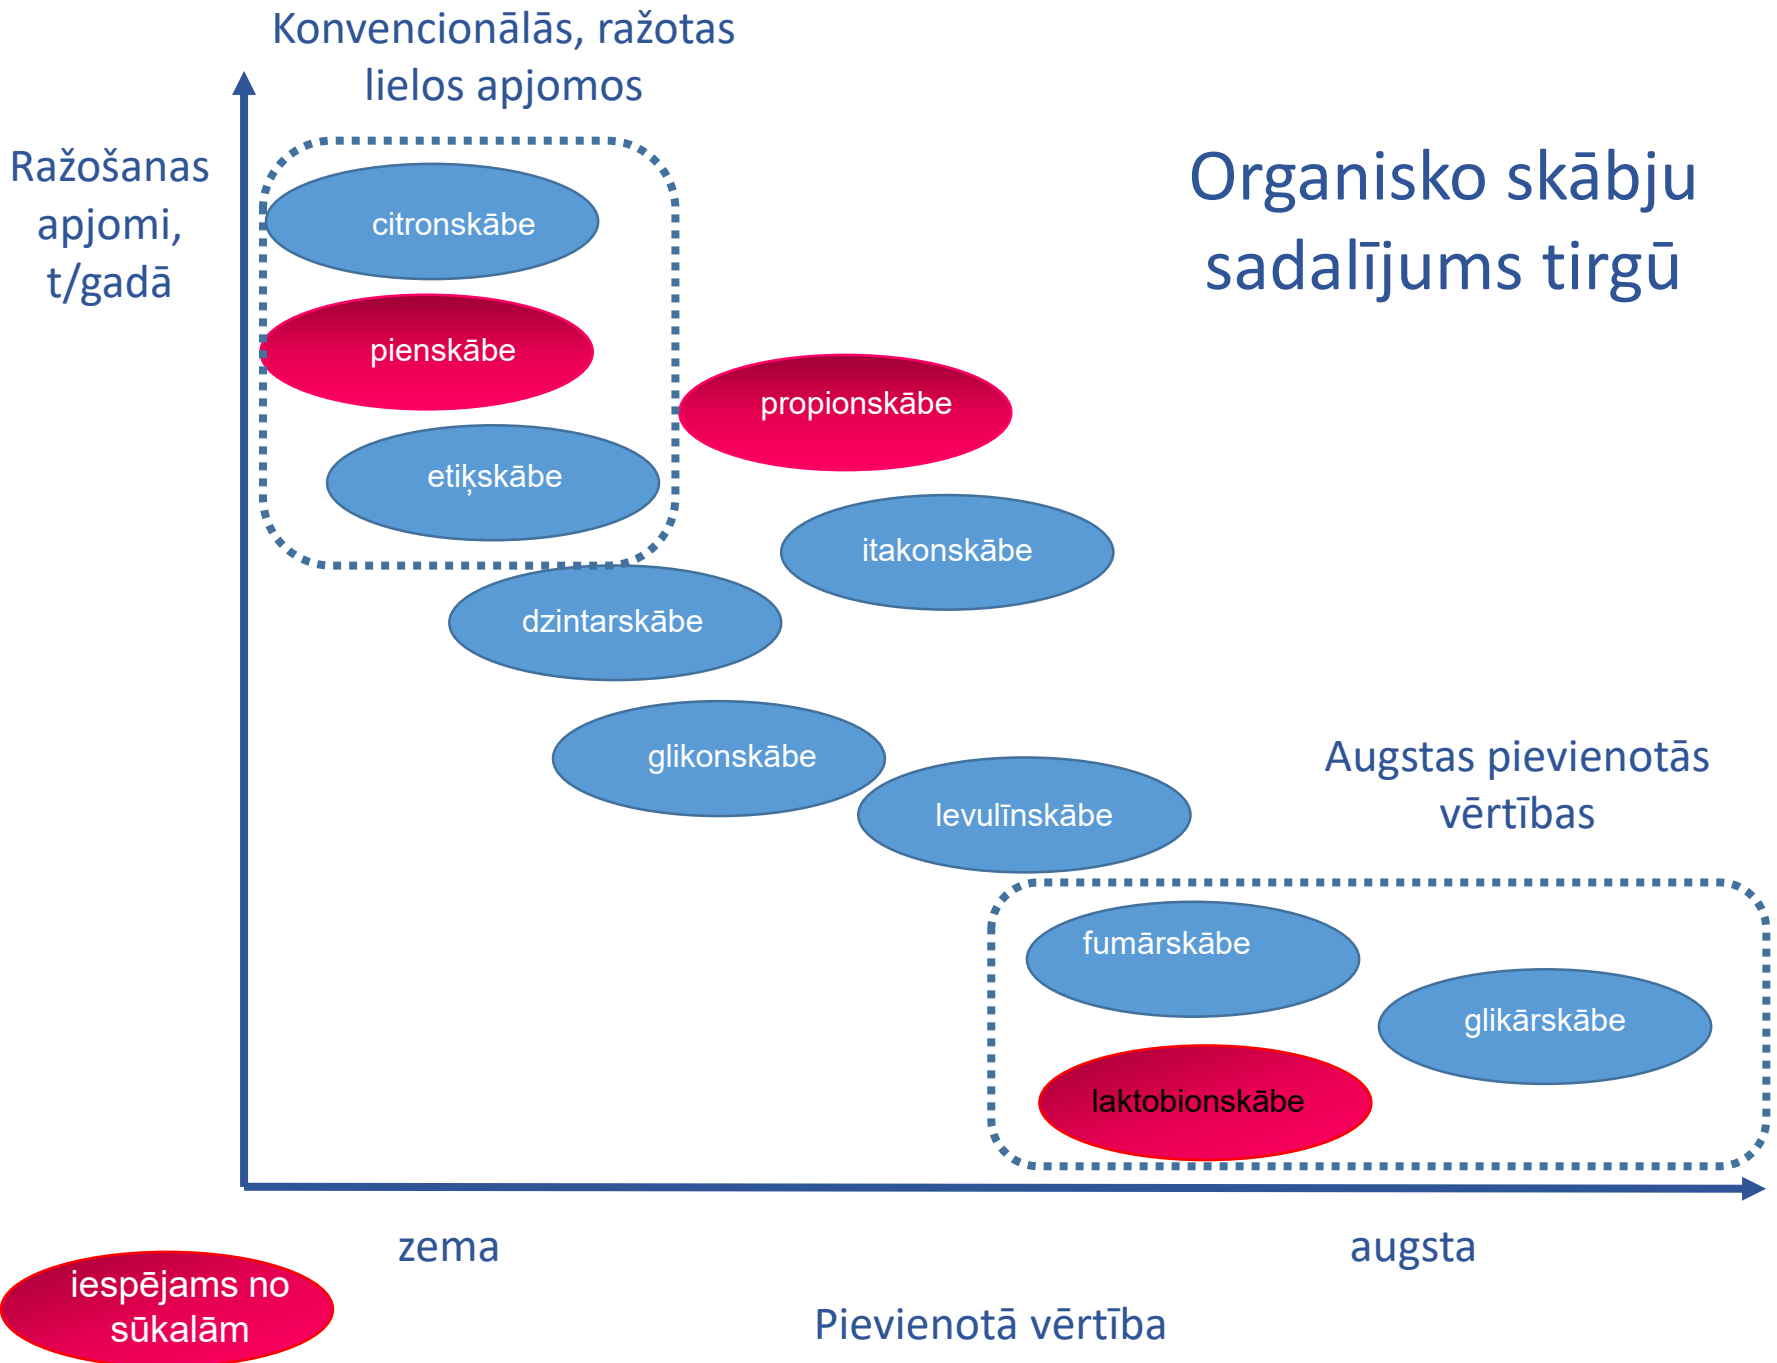 Konvencionālās, ražotas
lielos apjomos
Ražošanas
apjomi,
t/gadā
Organisko skābju
sadalījums tirgū
citronskābe
pienskābe
propionskābe
etiķskābe
itakonskābe
dzintarskābe
glikonskābe
levulīnskābe
Augstas pievienotās
vērtības
fumārskābe
glikārskābe
laktobionskābe
zema
augsta
iespējams no
sūkalām
Pievienotā vērtība